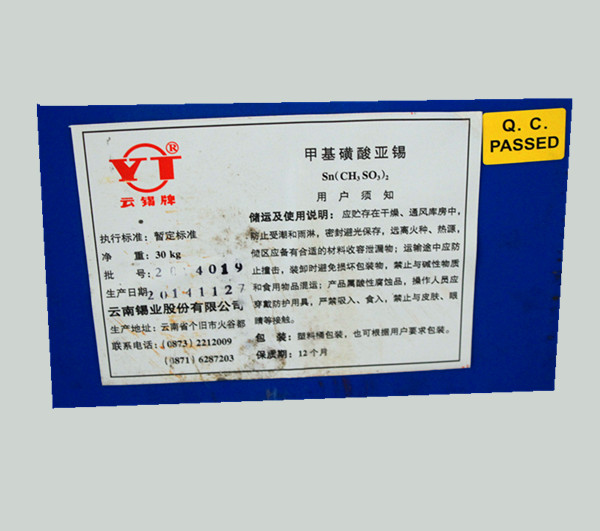 Q. C.
PASSED
YT®
云锡牌
甲基磺酸亚锡
Sn(CH₃SO₃)₂
用户须知
执行标准：暂定标准
净 重：30 kg
批 号：2014019
生产日期：20141127
云南锡业股份有限公司
生产地址：云南省个旧市火谷都
联系电话：(0873) 2212009
(0871) 6287203
储运及使用说明：应贮存在干燥、通风库房中，
防止受潮和雨淋，密封避光保存，远离火种、热源，
储区应备有合适的材料收容泄漏物；运输途中应防
止撞击，装卸时避免损坏包装物，禁止与碱性物质
和食用物品混运；产品属酸性腐蚀品，操作人员应
穿戴防护用具，严禁吸入、食入，禁止与皮肤、眼
睛等接触。
包 装：塑料桶包装，也可根据用户要求包装。
保质期：12个月